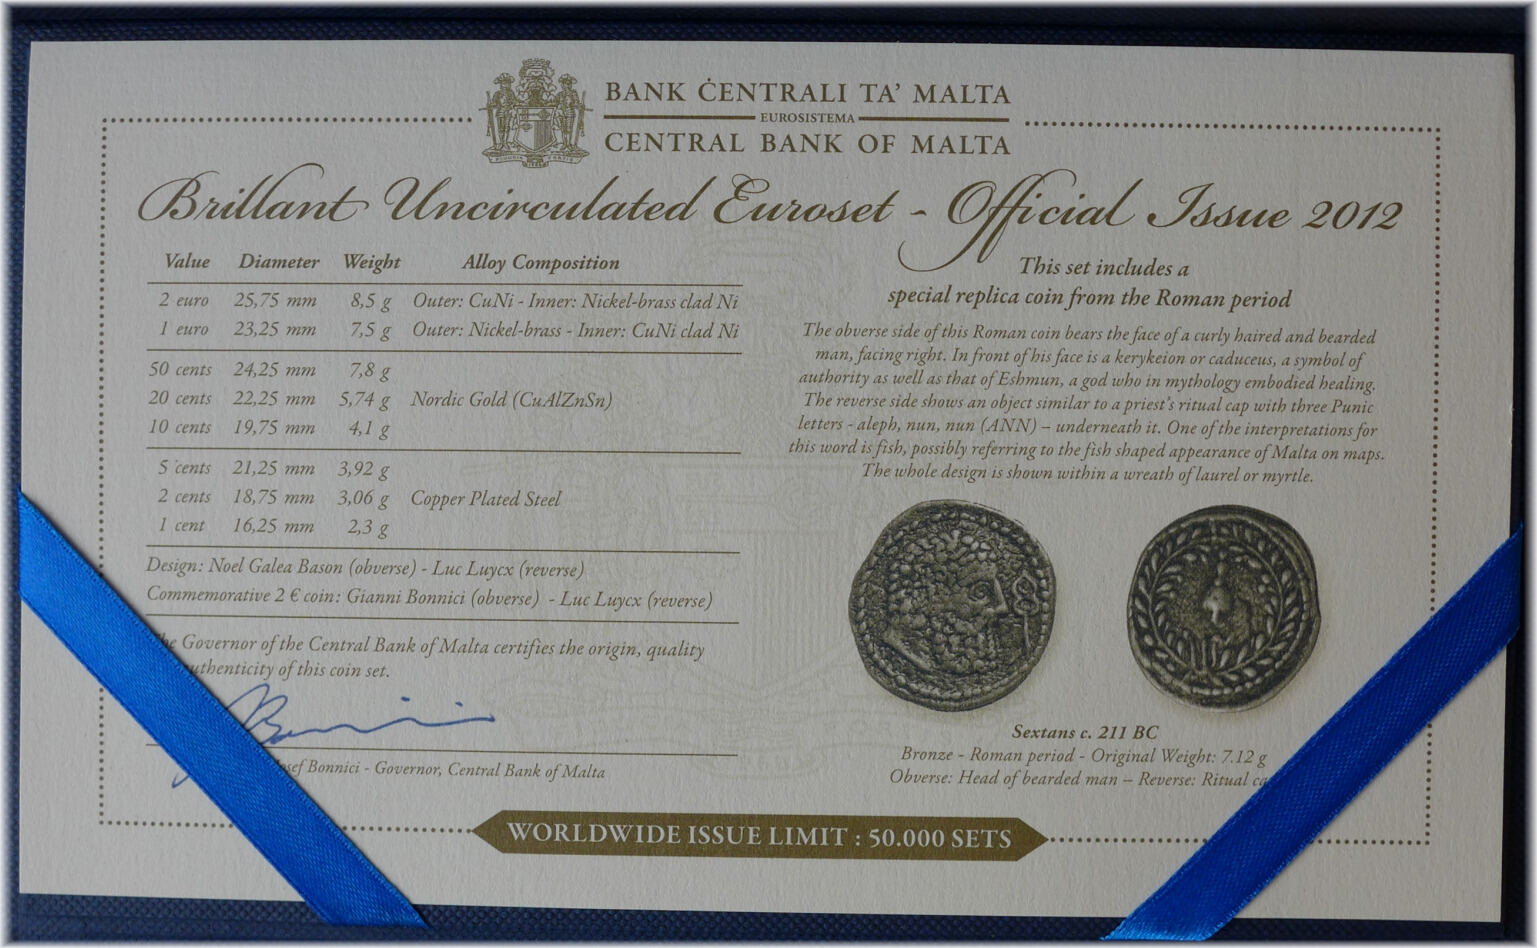 BANK ĊENTRALI TA' MALTA
EUROSISTEMA
CENTRAL BANK OF MALTA
Brillant Uncirculated Euroset - Official Issue 2012
Value Diameter Weight Alloy Composition
2 euro 25,75 mm 8,5 g Outer: CuNi - Inner: Nickel-brass clad Ni
1 euro 23,25 mm 7,5 g Outer: Nickel-brass - Inner: CuNi clad Ni
50 cents 24,25 mm 7,8 g
20 cents 22,25 mm 5,74 g Nordic Gold (CuAlZnSn)
10 cents 19,75 mm 4,1 g
5 cents 21,25 mm 3,92 g
2 cents 18,75 mm 3,06 g Copper Plated Steel
1 cent 16,25 mm 2,3 g
Design: Noel Galea Bason (obverse) - Luc Luycx (reverse)
Commemorative 2 € coin: Gianni Bonnici (obverse) - Luc Luycx (reverse)
The Governor of the Central Bank of Malta certifies the origin, quality
uthenticity of this coin set.
osef Bonnici - Governor, Central Bank of Malta
This set includes a
special replica coin from the Roman period
The obverse side of this Roman coin bears the face of a curly haired and bearded
man, facing right. In front of his face is a kerykeion or caduceus, a symbol of
authority as well as that of Eshmun, a god who in mythology embodied healing.
The reverse side shows an object similar to a priest's ritual cap with three Punic
letters - aleph, nun, nun (ANN) – underneath it. One of the interpretations for
this word is fish, possibly referring to the fish shaped appearance of Malta on maps.
The whole design is shown within a wreath of laurel or myrtle.
Sextans c. 211 BC
Bronze - Roman period - Original Weight: 7.12 g
Obverse: Head of bearded man – Reverse: Ritual ca
WORLDWIDE ISSUE LIMIT : 50.000 SETS